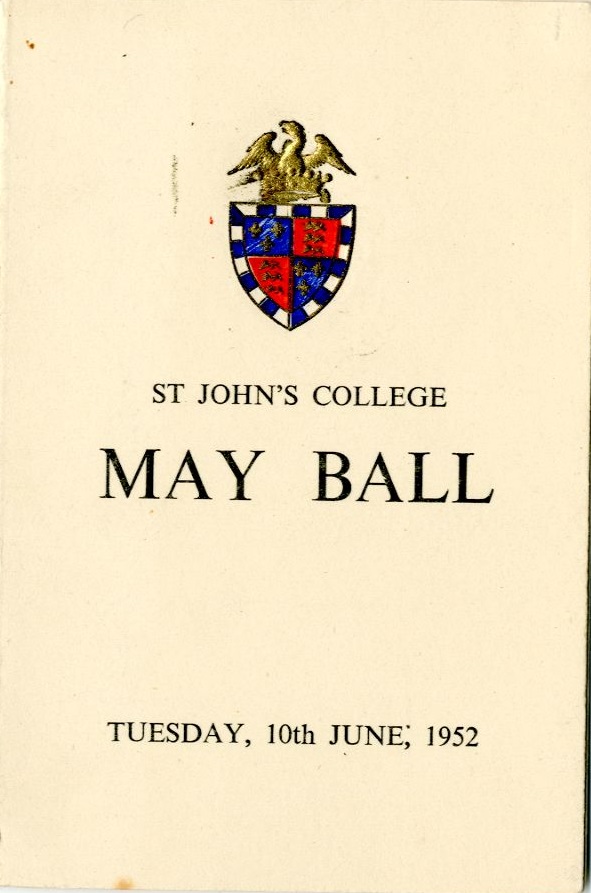 ST JOHN'S COLLEGE
MAY BALL
TUESDAY, 10th JUNE, 1952